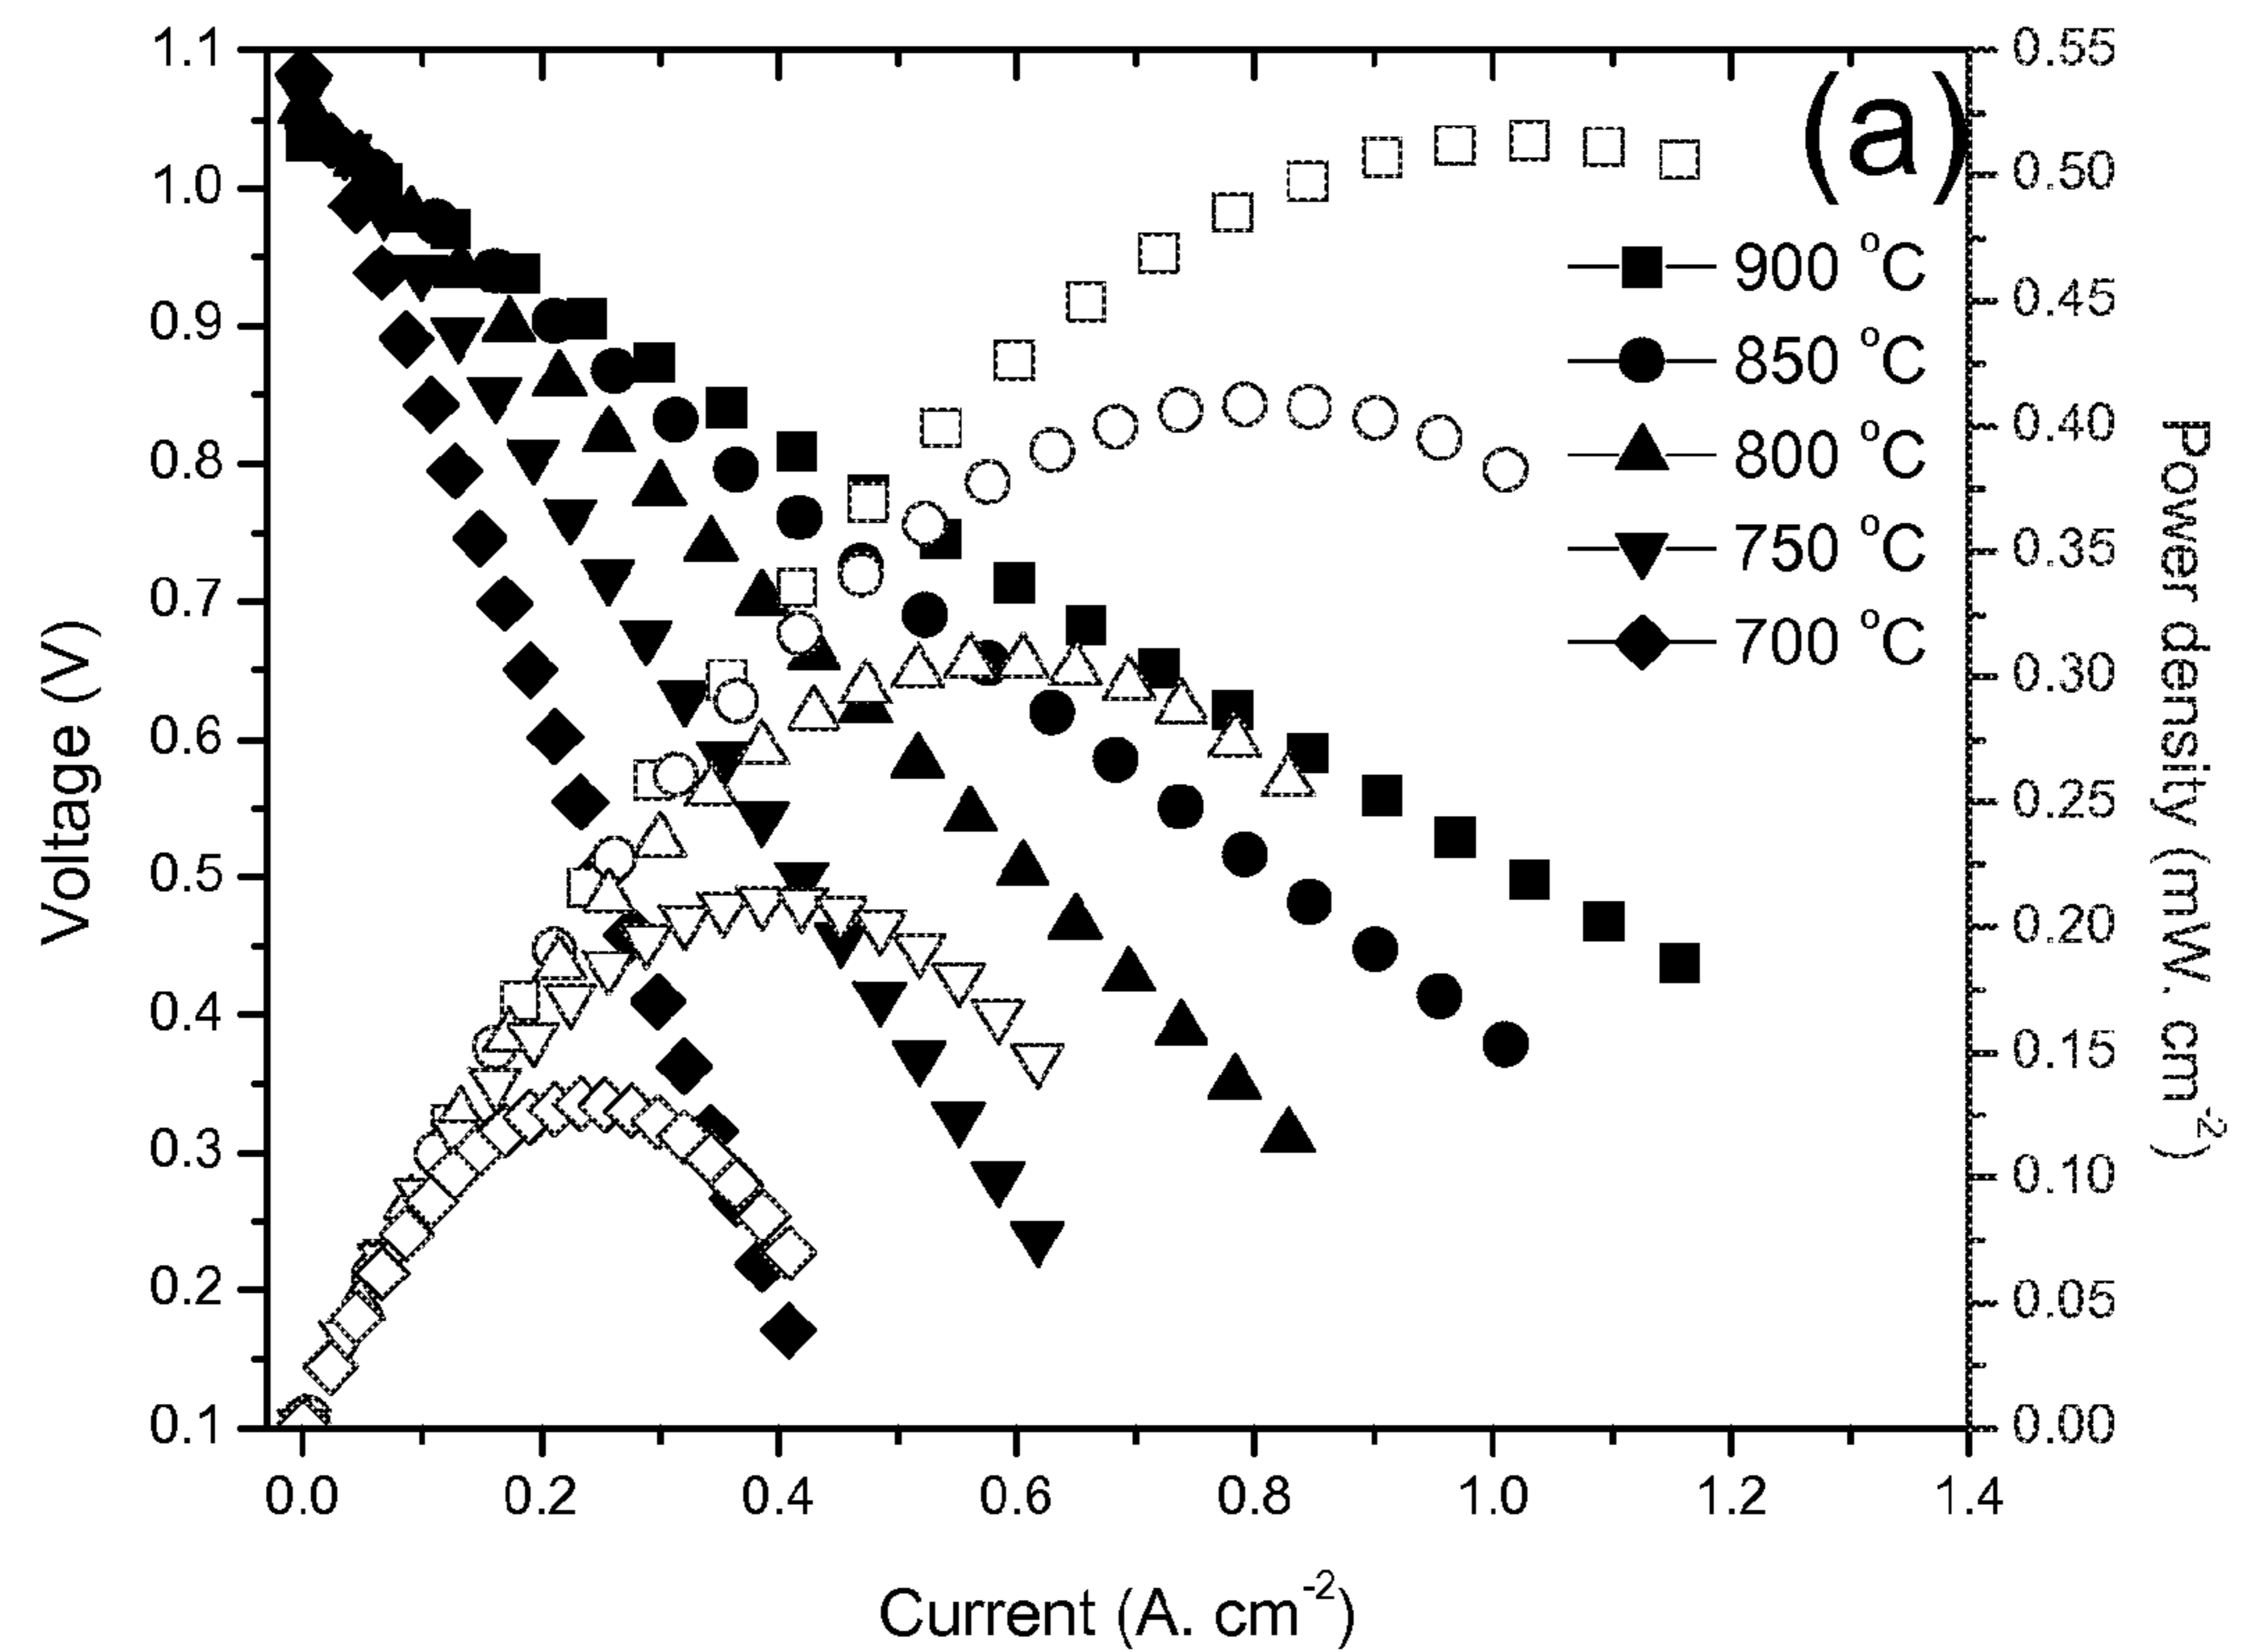 1.1
1.0
0.9
0.8
0.7
0.6
0.5
0.4
0.3
0.2
0.1
Voltage (V)
0.0 0.2 0.4 0.6 0.8 1.0 1.2 1.4
Current (A. cm-2)
(a)
900 °C
850 °C
800 °C
750 °C
700 °C
0.55
0.50
0.45
0.40
0.35
0.30
0.25
0.20
0.15
0.10
0.05
0.00
Power density (mW. cm-2)